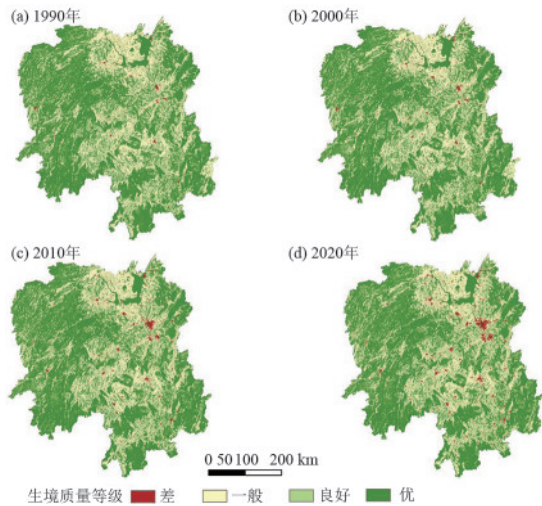 (a) 1990年
(b) 2000年
(c) 2010年
(d) 2020年
0 50 100 200 km
生境质量等级 差 一般 良好 优